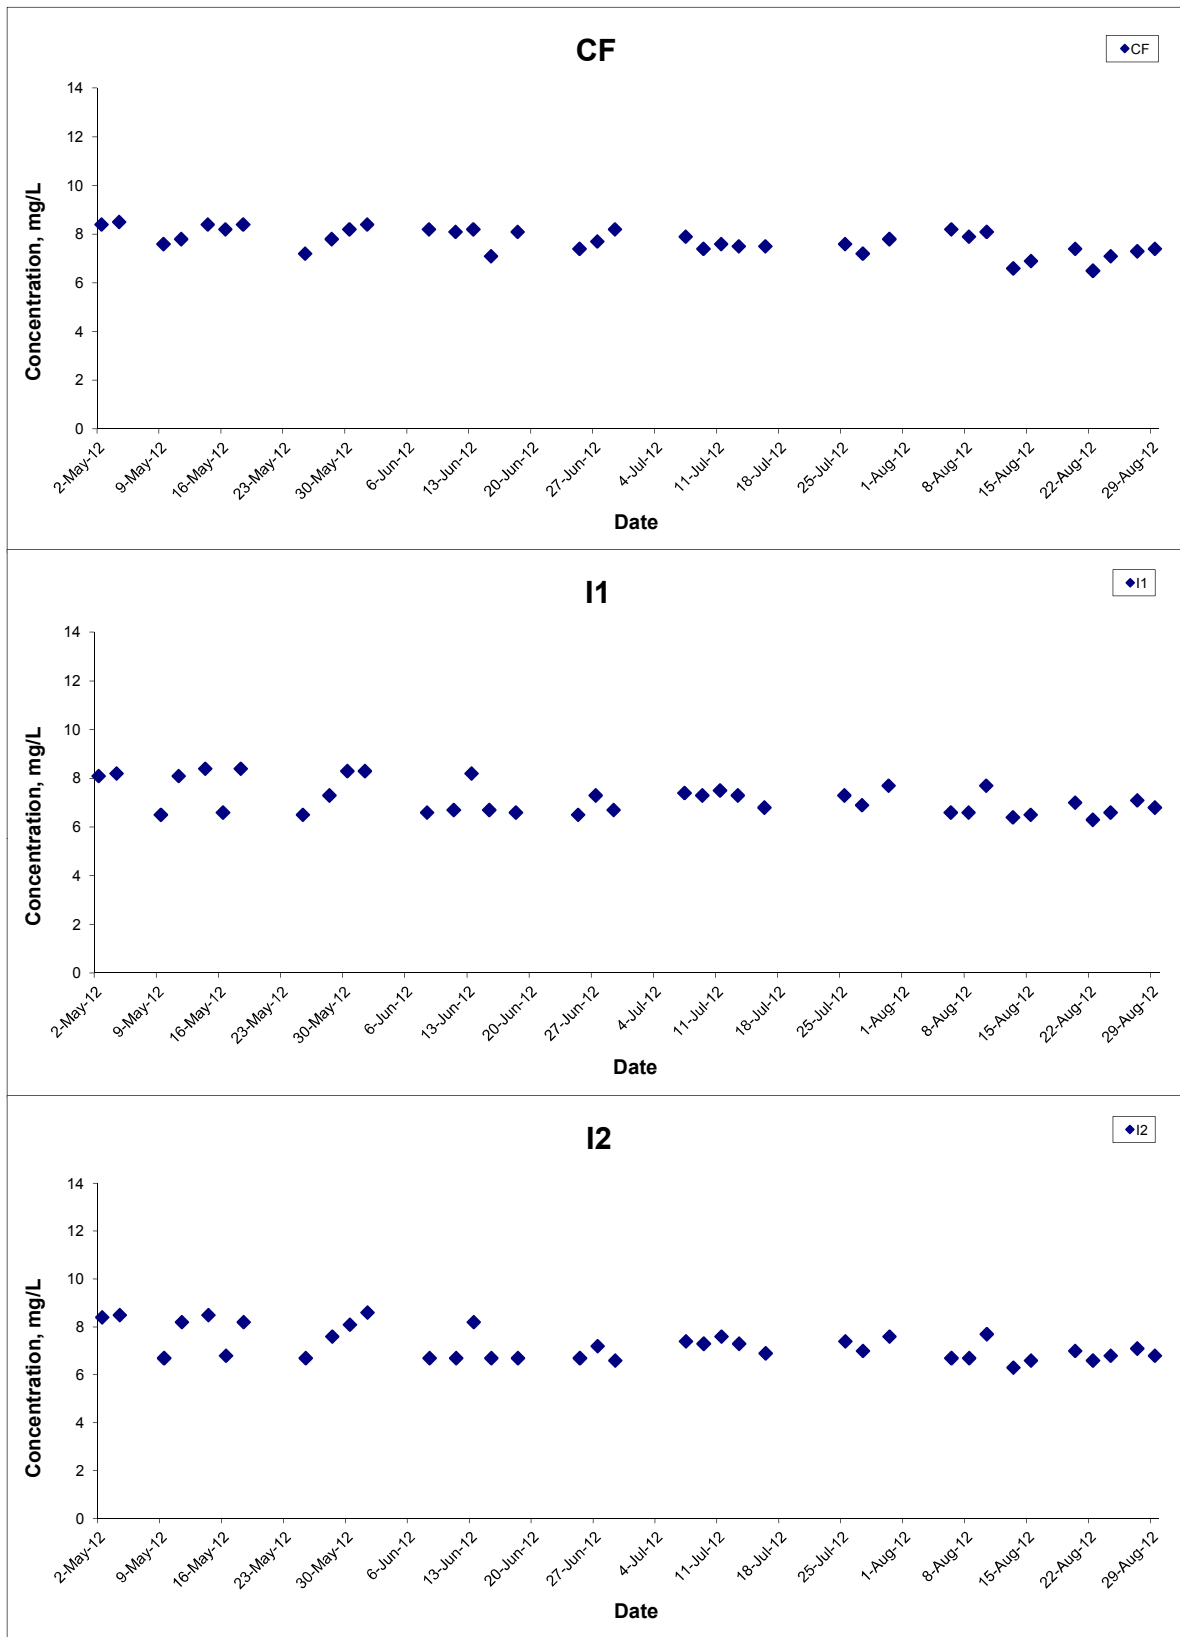 CF
CF
14
12
10
8
6
4
2
0
Concentration, mg/L
2-May-12
9-May-12
16-May-12
23-May-12
30-May-12
6-Jun-12
13-Jun-12
20-Jun-12
27-Jun-12
4-Jul-12
11-Jul-12
18-Jul-12
25-Jul-12
1-Aug-12
8-Aug-12
15-Aug-12
22-Aug-12
29-Aug-12
Date
I1
I1
14
12
10
8
6
4
2
0
Concentration, mg/L
2-May-12
9-May-12
16-May-12
23-May-12
30-May-12
6-Jun-12
13-Jun-12
20-Jun-12
27-Jun-12
4-Jul-12
11-Jul-12
18-Jul-12
25-Jul-12
1-Aug-12
8-Aug-12
15-Aug-12
22-Aug-12
29-Aug-12
Date
I2
I2
14
12
10
8
6
4
2
0
Concentration, mg/L
2-May-12
9-May-12
16-May-12
23-May-12
30-May-12
6-Jun-12
13-Jun-12
20-Jun-12
27-Jun-12
4-Jul-12
11-Jul-12
18-Jul-12
25-Jul-12
1-Aug-12
8-Aug-12
15-Aug-12
22-Aug-12
29-Aug-12
Date